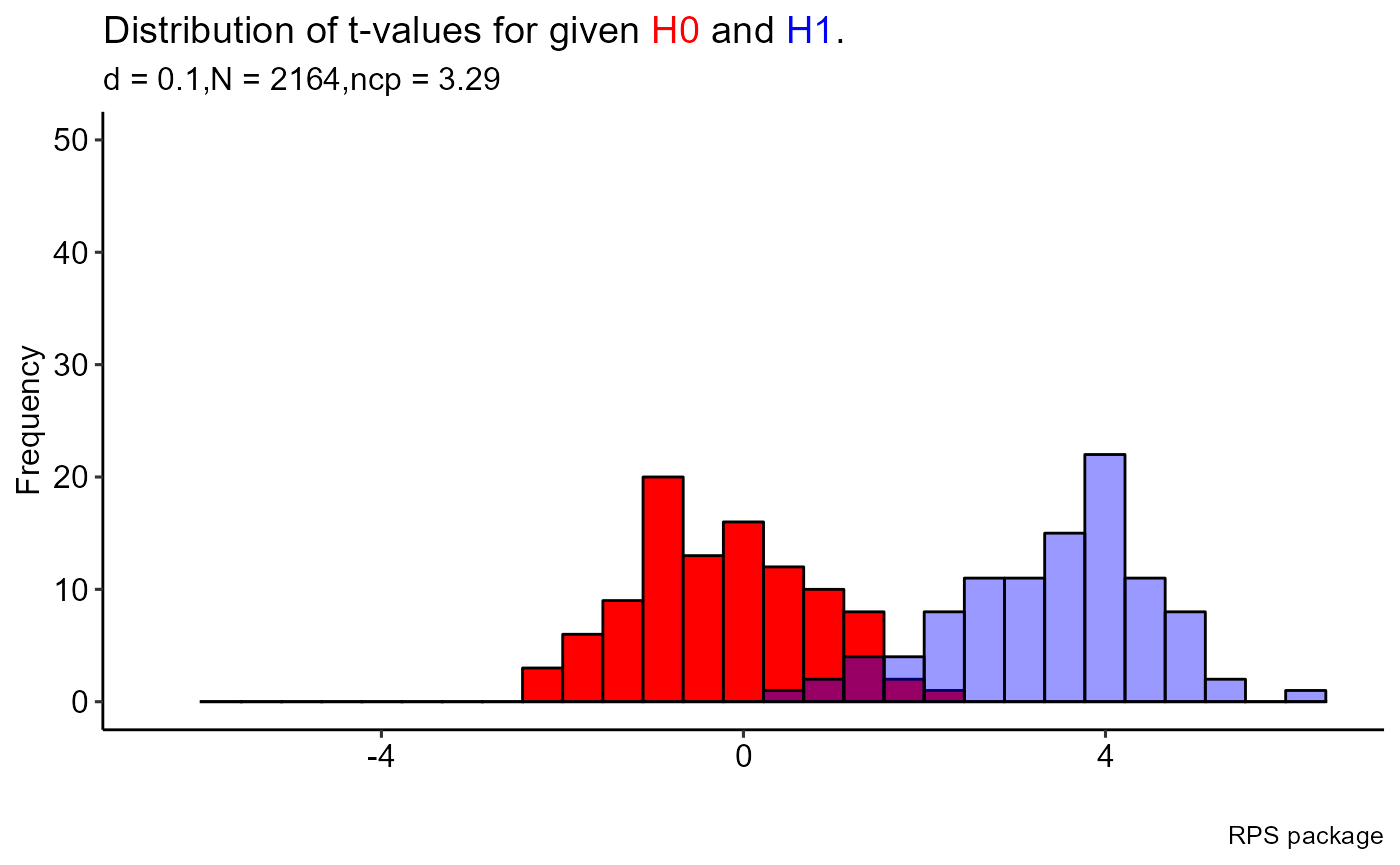 Distribution of t-values for given H0 and H1.
d = 0.1,N = 2164,ncp = 3.29
50
40
30
20
10
0
Frequency
-4 0 4
RPS package